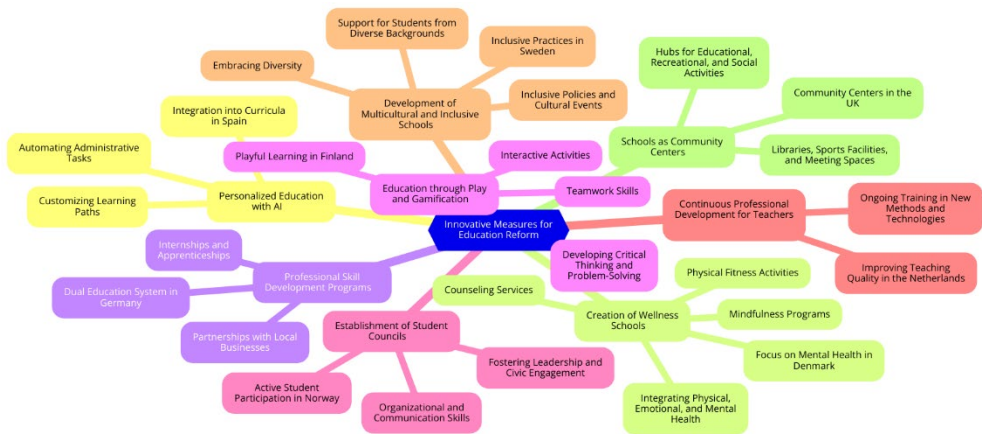 Innovative Measures for
Education Reform
Development of
Multicultural and Inclusive
Schools
Support for Students from
Diverse Backgrounds
Embracing Diversity
Inclusive Practices in
Sweden
Inclusive Policies and
Cultural Events
Schools as Community
Centers
Hubs for Educational,
Recreational, and Social
Activities
Community Centers in the
UK
Libraries, Sports Facilities,
and Meeting Spaces
Personalized Education
with AI
Integration into Curricula
in Spain
Automating Administrative
Tasks
Customizing Learning
Paths
Education through Play
and Gamification
Playful Learning in Finland
Interactive Activities
Teamwork Skills
Developing Critical
Thinking and
Problem-Solving
Continuous Professional
Development for Teachers
Ongoing Training in New
Methods and
Technologies
Improving Teaching
Quality in the Netherlands
Professional Skill
Development Programs
Internships and
Apprenticeships
Dual Education System in
Germany
Partnerships with Local
Businesses
Establishment of Student
Councils
Active Student
Participation in Norway
Organizational and
Communication Skills
Fostering Leadership and
Civic Engagement
Creation of Wellness
Schools
Counseling Services
Physical Fitness Activities
Mindfulness Programs
Focus on Mental Health in
Denmark
Integrating Physical,
Emotional, and Mental
Health